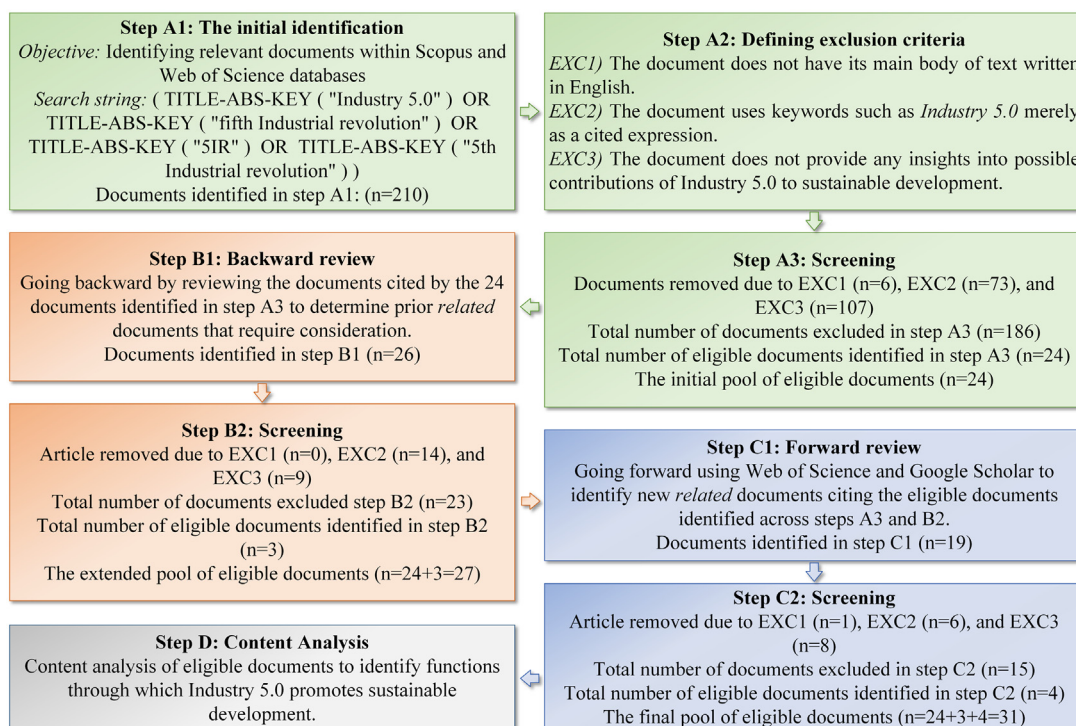 Step A1: The initial identification
Objective: Identifying relevant documents within Scopus and
Web of Science databases
Search string: ( TITLE-ABS-KEY ( "Industry 5.0" )  OR
TITLE-ABS-KEY ( "fifth Industrial revolution" )  OR
TITLE-ABS-KEY ( "5IR" )  OR  TITLE-ABS-KEY ( "5th
Industrial revolution" ) )
Documents identified in step A1: (n=210)
Step A2: Defining exclusion criteria
EXC1) The document does not have its main body of text written
in English.
EXC2) The document uses keywords such as Industry 5.0 merely
as a cited expression.
EXC3) The document does not provide any insights into possible
contributions of Industry 5.0 to sustainable development.
Step A3: Screening
Documents removed due to EXC1 (n=6), EXC2 (n=73), and
EXC3 (n=107)
Total number of documents excluded in step A3 (n=186)
Total number of eligible documents identified in step A3 (n=24)
The initial pool of eligible documents (n=24)
Step B1: Backward review
Going backward by reviewing the documents cited by the 24
documents identified in step A3 to determine prior related
documents that require consideration.
Documents identified in step B1 (n=26)
Step B2: Screening
Article removed due to EXC1 (n=0), EXC2 (n=14), and
EXC3 (n=9)
Total number of documents excluded step B2 (n=23)
Total number of eligible documents identified in step B2
(n=3)
The extended pool of eligible documents (n=24+3=27)
Step C1: Forward review
Going forward using Web of Science and Google Scholar to
identify new related documents citing the eligible documents
identified across steps A3 and B2.
Documents identified in step C1 (n=19)
Step C2: Screening
Article removed due to EXC1 (n=1), EXC2 (n=6), and EXC3
(n=8)
Total number of documents excluded in step C2 (n=15)
Total number of eligible documents identified in step C2 (n=4)
The final pool of eligible documents (n=24+3+4=31)
Step D: Content Analysis
Content analysis of eligible documents to identify functions
through which Industry 5.0 promotes sustainable
development.